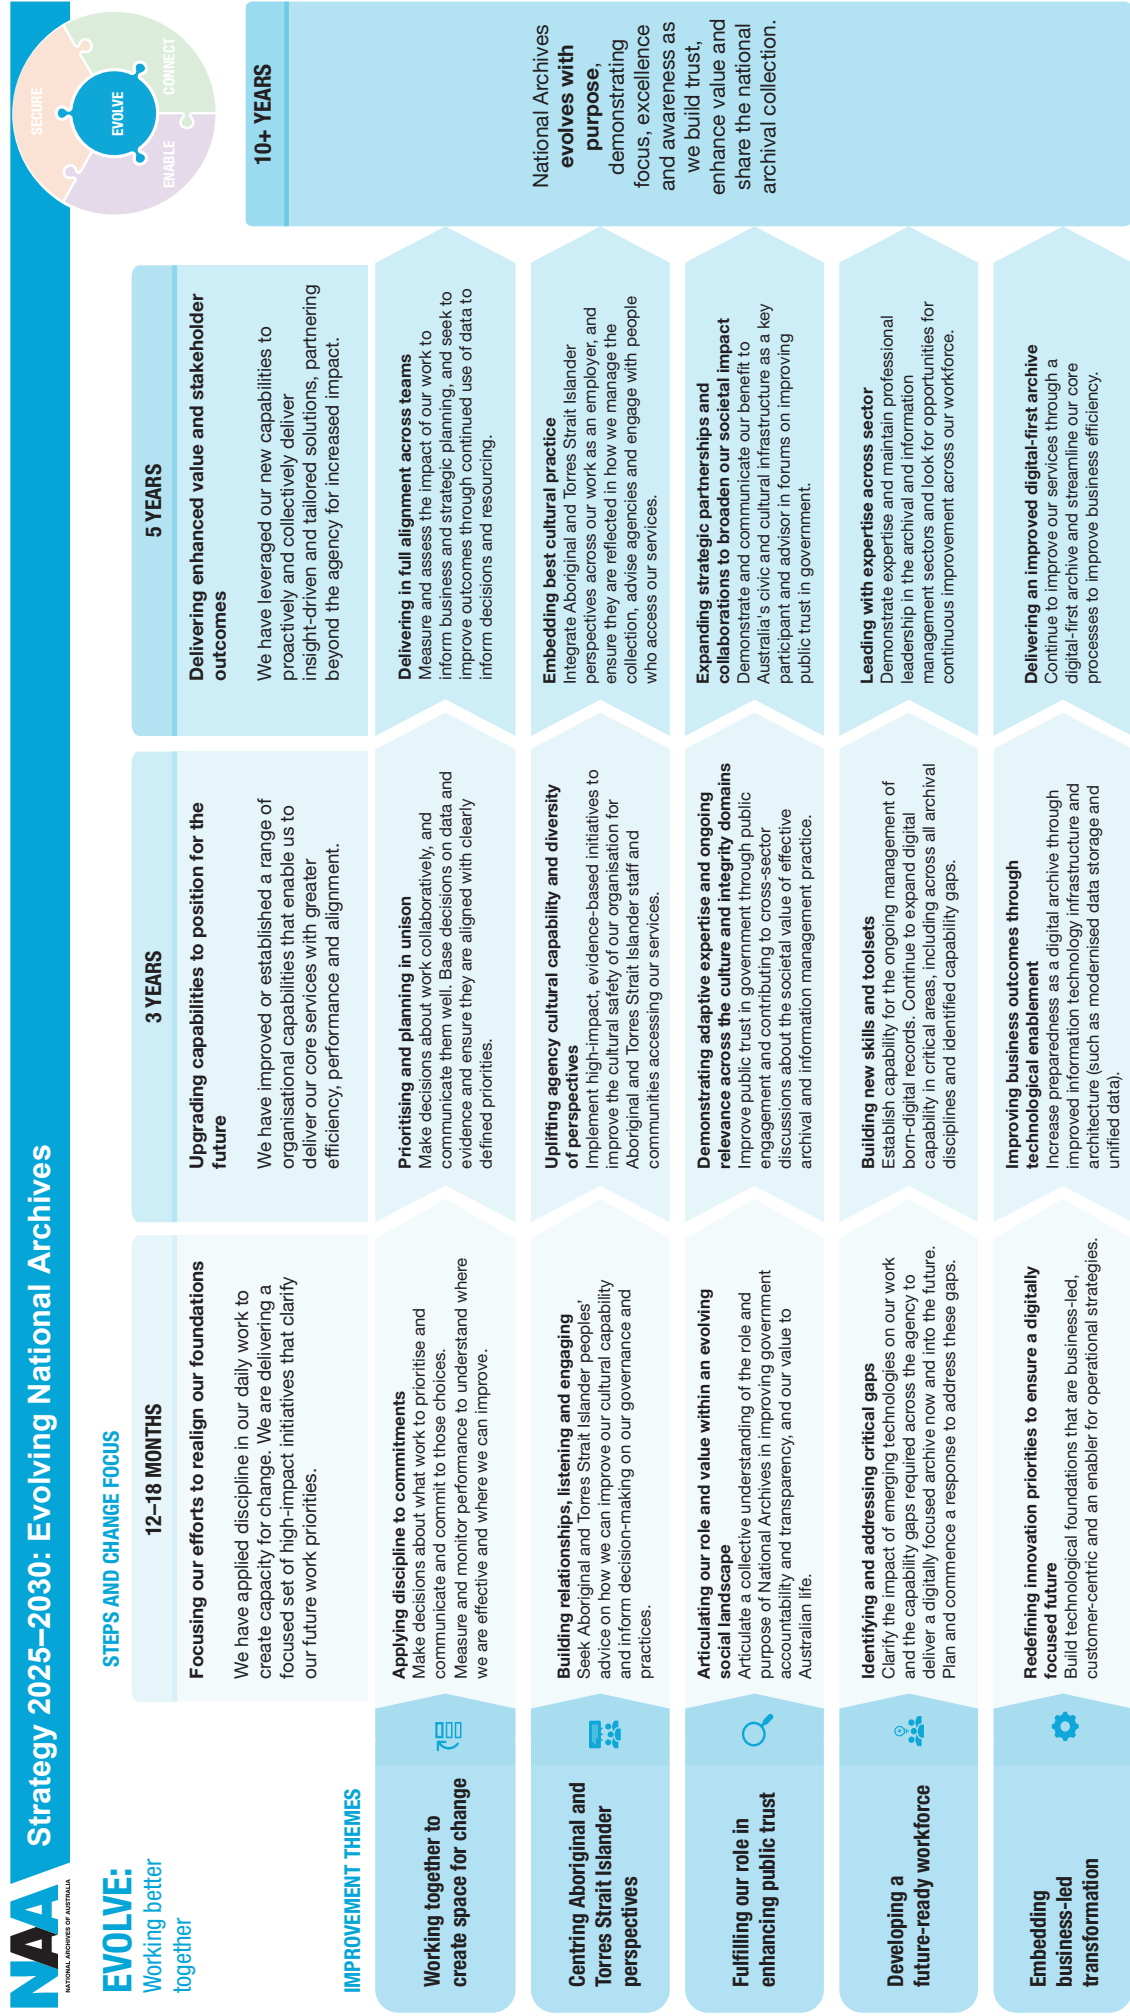 NAA
NATIONAL ARCHIVES OF AUSTRALIA
Strategy 2025–2030: Evolving National Archives
SECURE
CONNECT
ENABLE
EVOLVE
EVOLVE:
Working better
together
STEPS AND CHANGE FOCUS
12–18 MONTHS
Focusing our efforts to realign our foundations
We have applied discipline in our daily work to
create capacity for change. We are delivering a
focused set of high-impact initiatives that clarify
our future work priorities.
3 YEARS
Upgrading capabilities to position for the
future
We have improved or established a range of
organisational capabilities that enable us to
deliver our core services with greater
efficiency, performance and alignment.
5 YEARS
Delivering enhanced value and stakeholder
outcomes
We have leveraged our new capabilities to
proactively and collectively deliver
insight-driven and tailored solutions, partnering
beyond the agency for increased impact.
10+ YEARS
National Archives
evolves with
purpose,
demonstrating
focus, excellence
and awareness as
we build trust,
enhance value and
share the national
archival collection.
IMPROVEMENT THEMES
Working together to
create space for change
Applying discipline to commitments
Make decisions about what work to prioritise and
communicate and commit to those choices.
Measure and monitor performance to understand where
we are effective and where we can improve.
Prioritising and planning in unison
Make decisions about work collaboratively, and
communicate them well. Base decisions on data and
evidence and ensure they are aligned with clearly
defined priorities.
Delivering in full alignment across teams
Measure and assess the impact of our work to
inform business and strategic planning, and seek to
improve outcomes through continued use of data to
inform decisions and resourcing.
Centring Aboriginal and
Torres Strait Islander
perspectives
Building relationships, listening and engaging
Seek Aboriginal and Torres Strait Islander peoples'
advice on how we can improve our cultural capability
and inform decision-making on our governance and
practices.
Uplifting agency cultural capability and diversity
of perspectives
Implement high-impact, evidence-based initiatives to
improve the cultural safety of our organisation for
Aboriginal and Torres Strait Islander staff and
communities accessing our services.
Embedding best cultural practice
Integrate Aboriginal and Torres Strait Islander
perspectives across our work as an employer, and
ensure they are reflected in how we manage the
collection, advise agencies and engage with people
who access our services.
Fulfilling our role in
enhancing public trust
Articulating our role and value within an evolving
social landscape
Articulate a collective understanding of the role and
purpose of National Archives in improving government
accountability and transparency, and our value to
Australian life.
Demonstrating adaptive expertise and ongoing
relevance across the culture and integrity domains
Improve public trust in government through public
engagement and contributing to cross-sector
discussions about the societal value of effective
archival and information management practice.
Expanding strategic partnerships and
collaborations to broaden our societal impact
Demonstrate and communicate our benefit to
Australia's civic and cultural infrastructure as a key
participant and advisor in forums on improving
public trust in government.
Developing a
future-ready workforce
Identifying and addressing critical gaps
Clarify the impact of emerging technologies on our work
and the capability gaps required across the agency to
deliver a digitally focused archive now and into the future.
Plan and commence a response to address these gaps.
Building new skills and toolsets
Establish capability for the ongoing management of
born-digital records. Continue to expand digital
capability in critical areas, including across all archival
disciplines and identified capability gaps.
Leading with expertise across sector
Demonstrate expertise and maintain professional
leadership in the archival and information
management sectors and look for opportunities for
continuous improvement across our workforce.
Embedding
business-led
transformation
Redefining innovation priorities to ensure a digitally
focused future
Build technological foundations that are business-led,
customer-centric and an enabler for operational strategies.
Improving business outcomes through
technological enablement
Increase preparedness as a digital archive through
improved information technology infrastructure and
architecture (such as modernised data storage and
unified data).
Delivering an improved digital-first archive
Continue to improve our services through a
digital-first archive and streamline our core
processes to improve business efficiency.